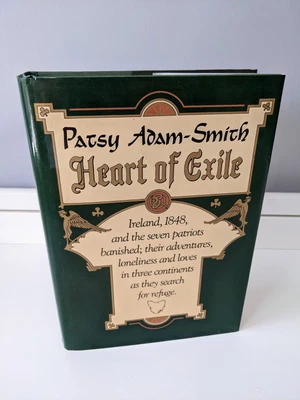 Patsy Adam-Smith
Heart of Exile
Ireland, 1848,
and the seven patriots
banished; their adventures,
loneliness and loves
in three continents
as they search
for refuge.